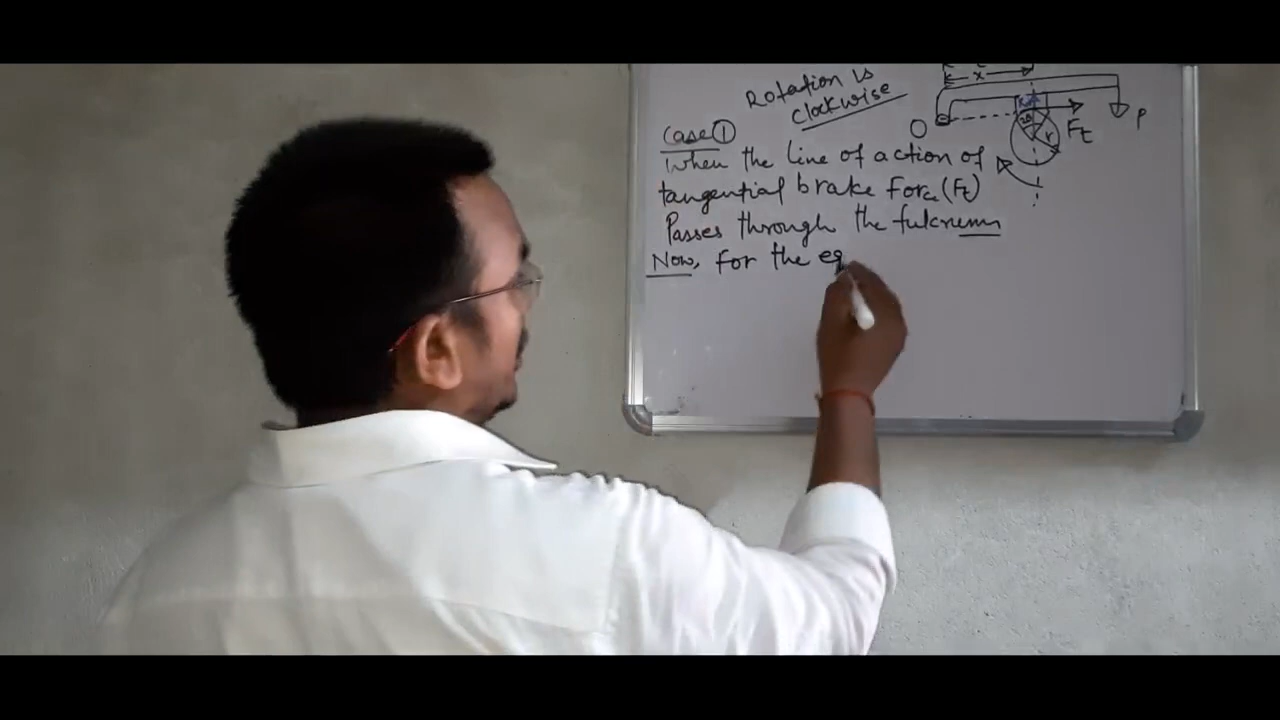 Rotation is
clockwise
Case ①
When the line of action of
tangential brake Force (Ft)
Passes through the fulcrum
Now, for the eq
x
P
O
2θ
r
Ft